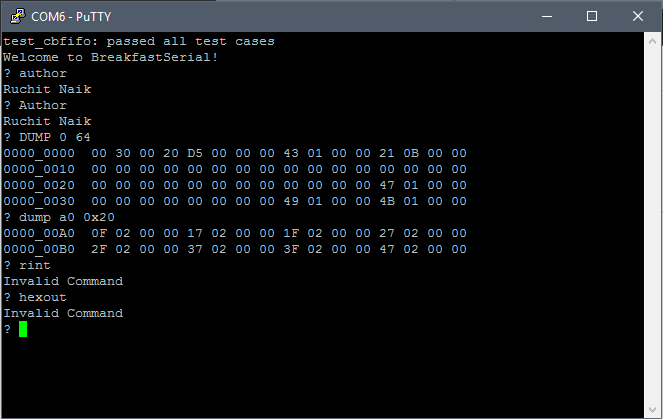 COM6 - PuTTY
test_cbfifo: passed all test cases
Welcome to BreakfastSerial!
? author
Ruchit Naik
? Author
Ruchit Naik
? DUMP 0 64
0000_0000  00 30 00 20 D5 00 00 00 43 01 00 00 21 0B 00 00
0000_0010  00 00 00 00 00 00 00 00 00 00 00 00 00 00 00 00
0000_0020  00 00 00 00 00 00 00 00 00 00 00 00 47 01 00 00
0000_0030  00 00 00 00 00 00 00 00 49 01 00 00 4B 01 00 00
? dump a0 0x20
0000_00A0  0F 02 00 00 17 02 00 00 1F 02 00 00 27 02 00 00
0000_00B0  2F 02 00 00 37 02 00 00 3F 02 00 00 47 02 00 00
? rint
Invalid Command
? hexout
Invalid Command
?